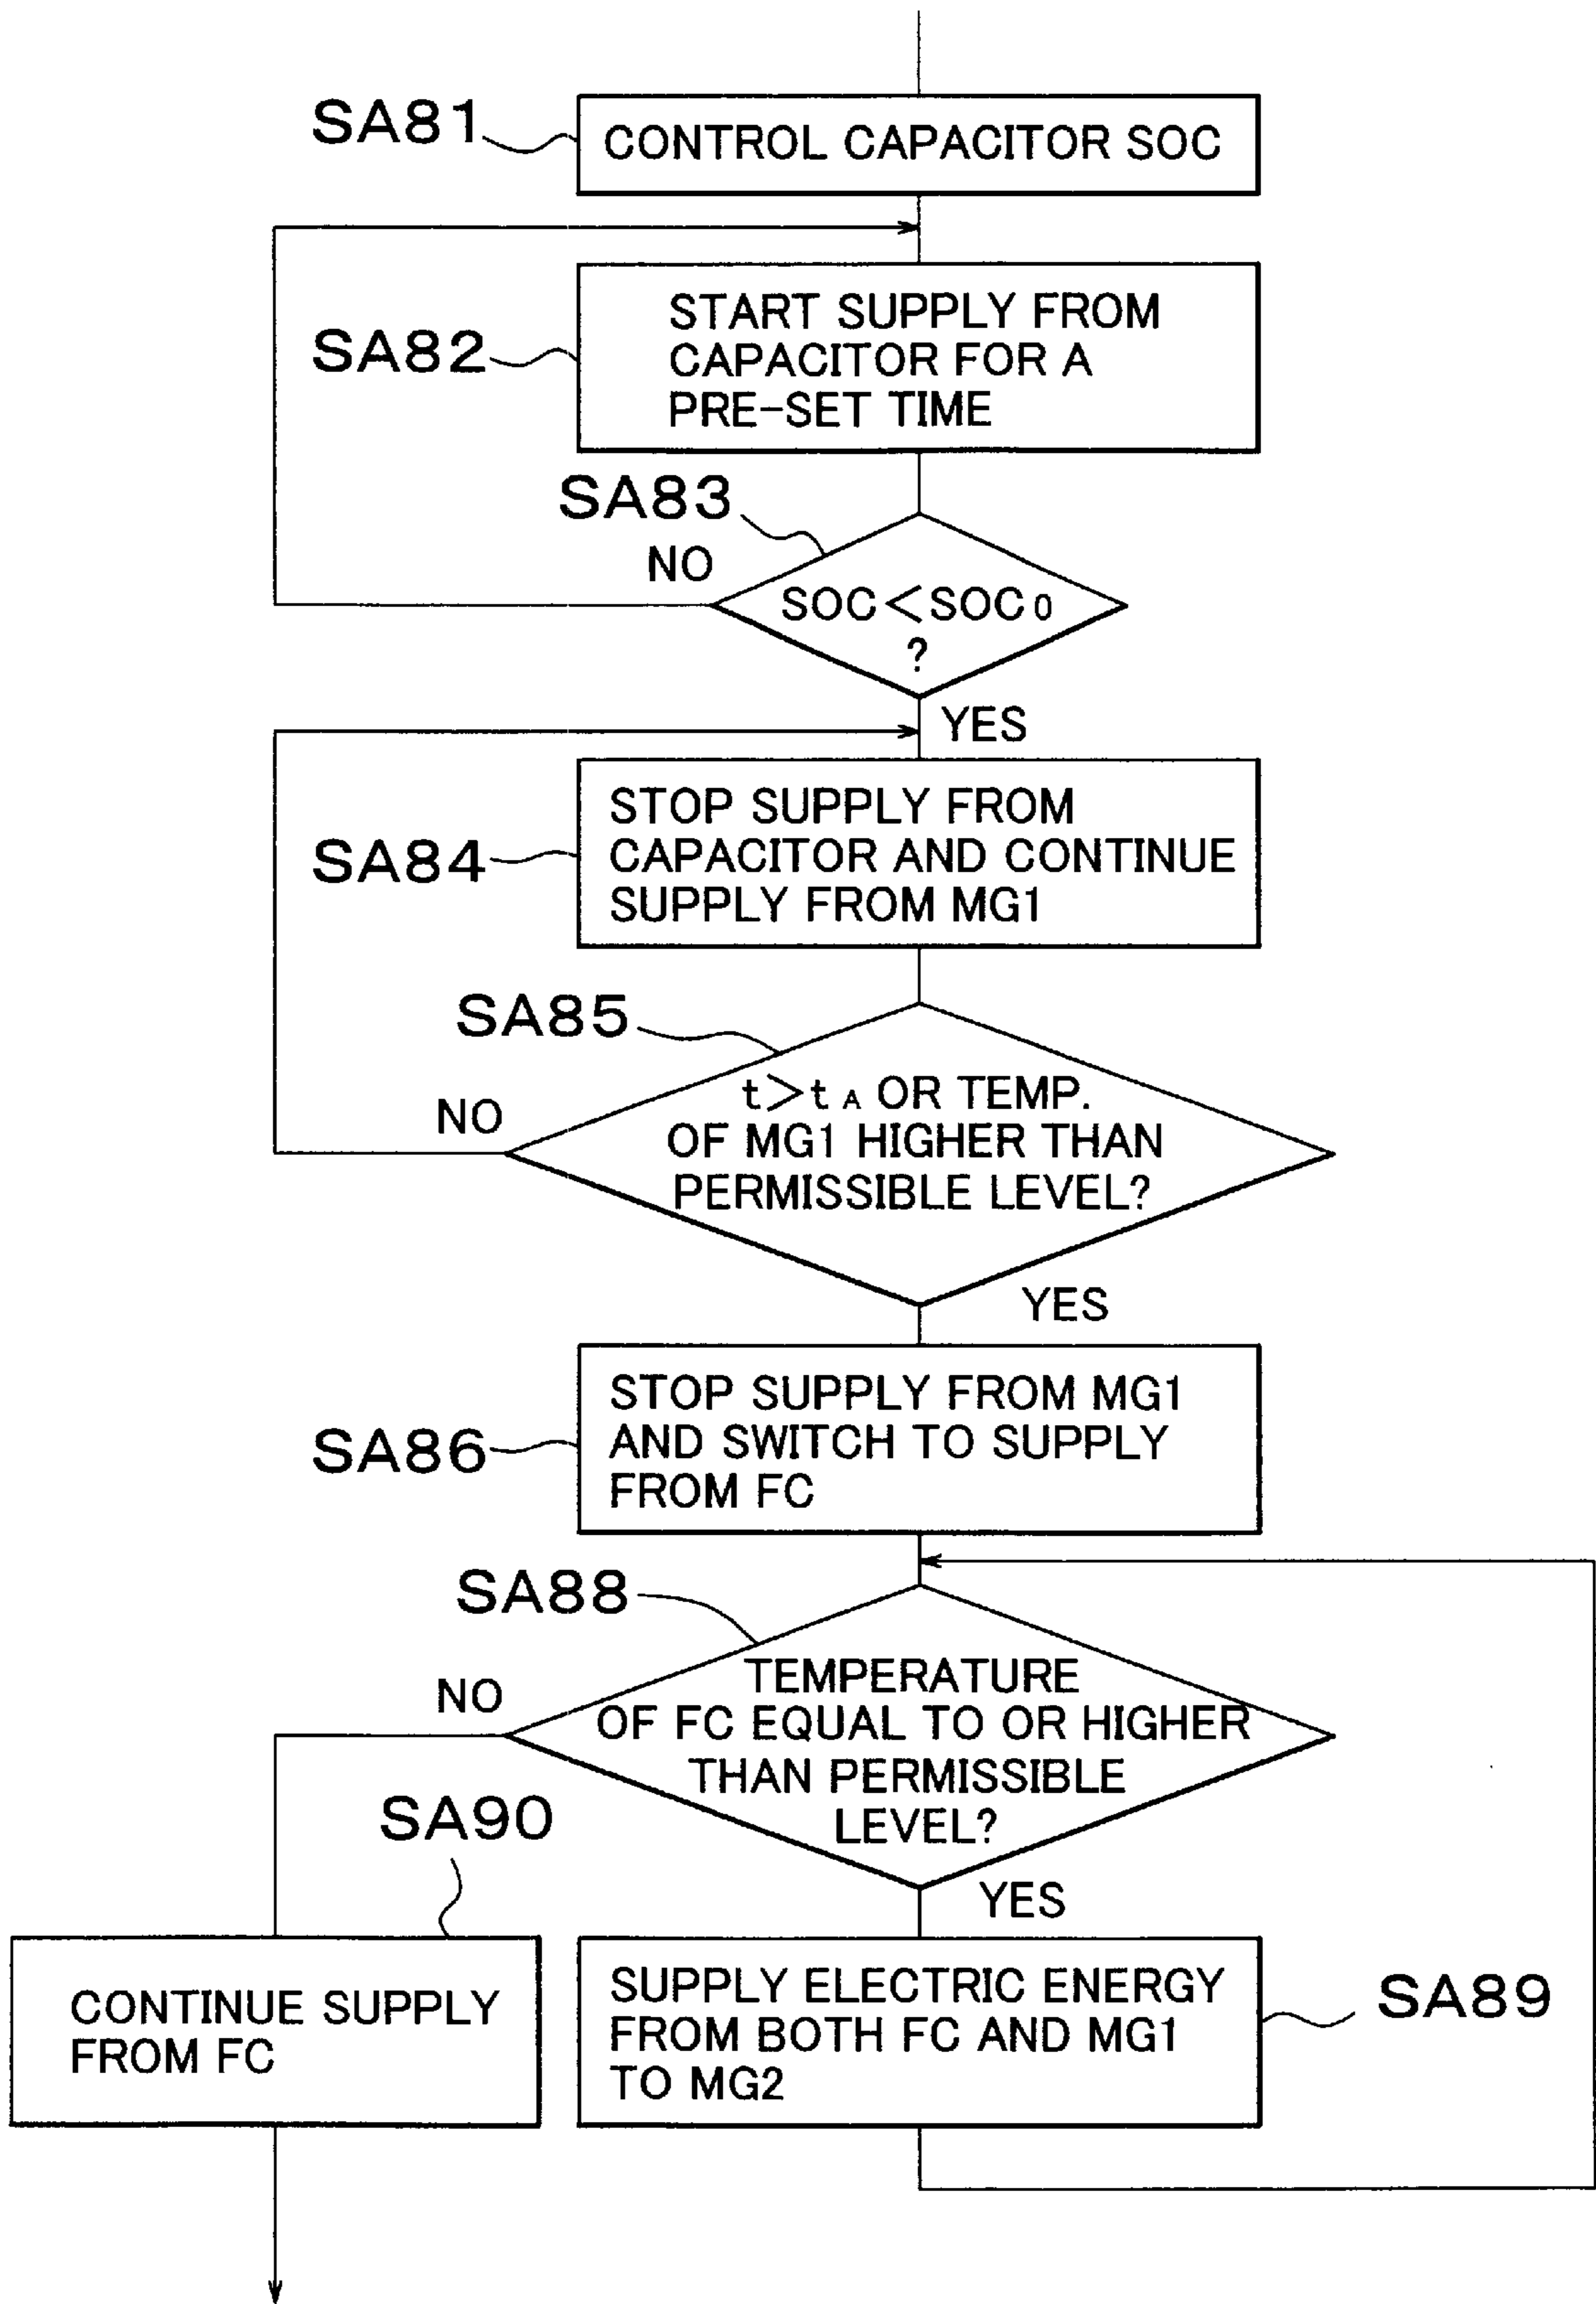 SA81
CONTROL CAPACITOR SOC
SA82
START SUPPLY FROM
CAPACITOR FOR A
PRE-SET TIME
SA83
NO
SOC<SOC0
?
YES
SA84
STOP SUPPLY FROM
CAPACITOR AND CONTINUE
SUPPLY FROM MG1
SA85
NO
t>tA OR TEMP.
OF MG1 HIGHER THAN
PERMISSIBLE LEVEL?
YES
SA86
STOP SUPPLY FROM MG1
AND SWITCH TO SUPPLY
FROM FC
SA88
NO
TEMPERATURE
OF FC EQUAL TO OR HIGHER
THAN PERMISSIBLE
LEVEL?
YES
SA90
CONTINUE SUPPLY
FROM FC
SUPPLY ELECTRIC ENERGY
FROM BOTH FC AND MG1
TO MG2
SA89